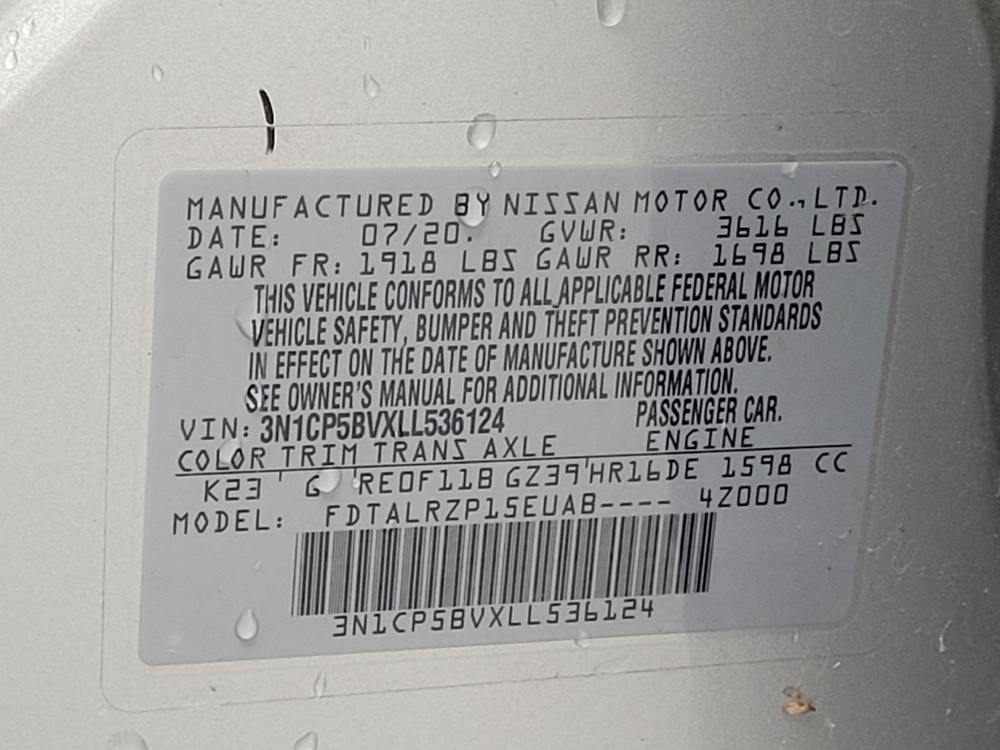 MANUFACTURED BY NISSAN MOTOR CO.,LTD.
DATE: 07/20. GVWR: 3616 LBS
GAWR FR: 1918 LBS GAWR RR: 1698 LBS
THIS VEHICLE CONFORMS TO ALL APPLICABLE FEDERAL MOTOR
VEHICLE SAFETY, BUMPER AND THEFT PREVENTION STANDARDS
IN EFFECT ON THE DATE OF MANUFACTURE SHOWN ABOVE.
SEE OWNER'S MANUAL FOR ADDITIONAL INFORMATION.
VIN: 3N1CP5BVXLL536124 PASSENGER CAR.
COLOR TRIM TRANS AXLE ENGINE
K23 G RE0F11B GZ39 HR16DE 1598 CC
MODEL: FDTALRZP15EUAB---- 4Z000
3N1CP5BVXLL536124